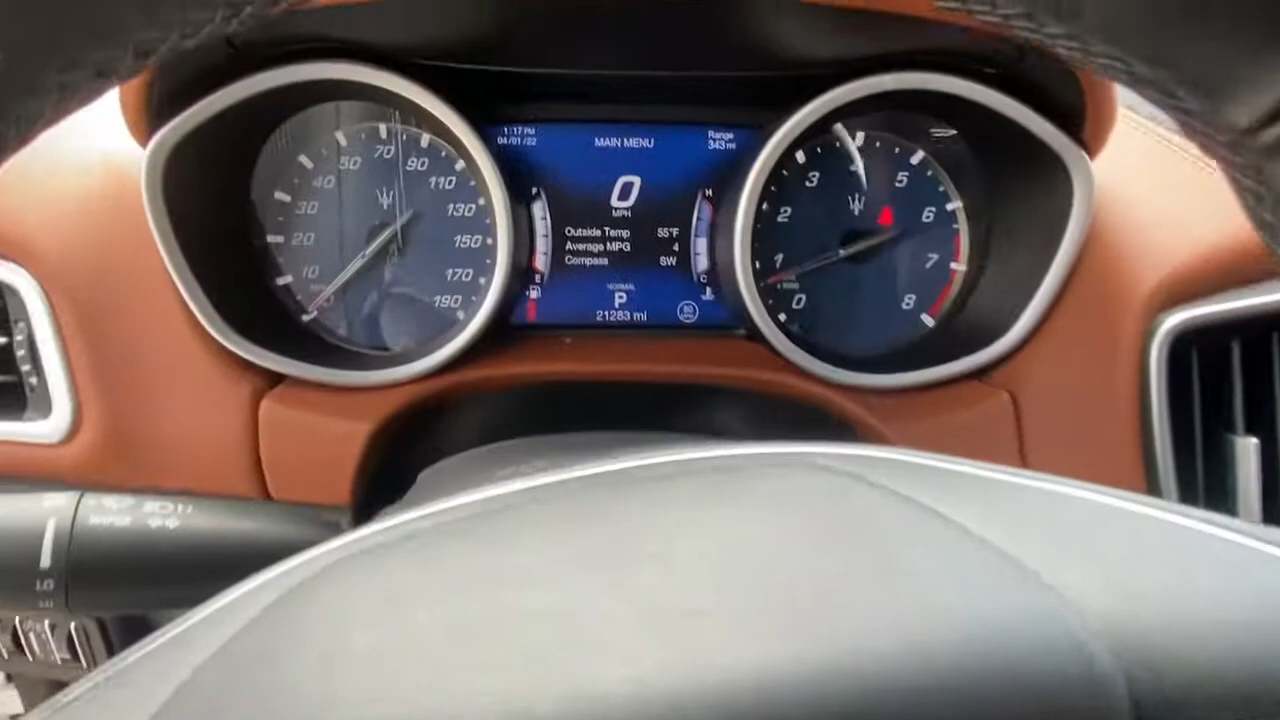 10
20
30
40
50
70
90
110
130
150
170
190
1:17 PM
04/01/22
MAIN MENU
Range
343 mi
0
MPH
F
E
H
C
Outside Temp 55°F
Average MPG 4
Compass SW
NORMAL
P
21283 mi
80
0
1
2
3
5
6
7
8
LO